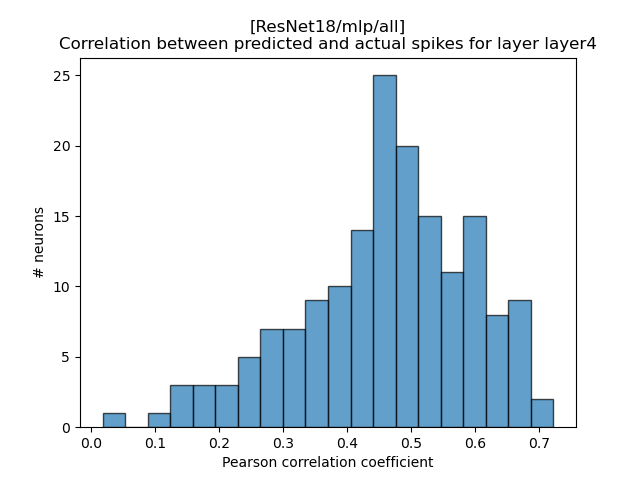 [ResNet18/mlp/all]
Correlation between predicted and actual spikes for layer layer4
25
20
15
10
5
0
# neurons
0.0 0.1 0.2 0.3 0.4 0.5 0.6 0.7
Pearson correlation coefficient